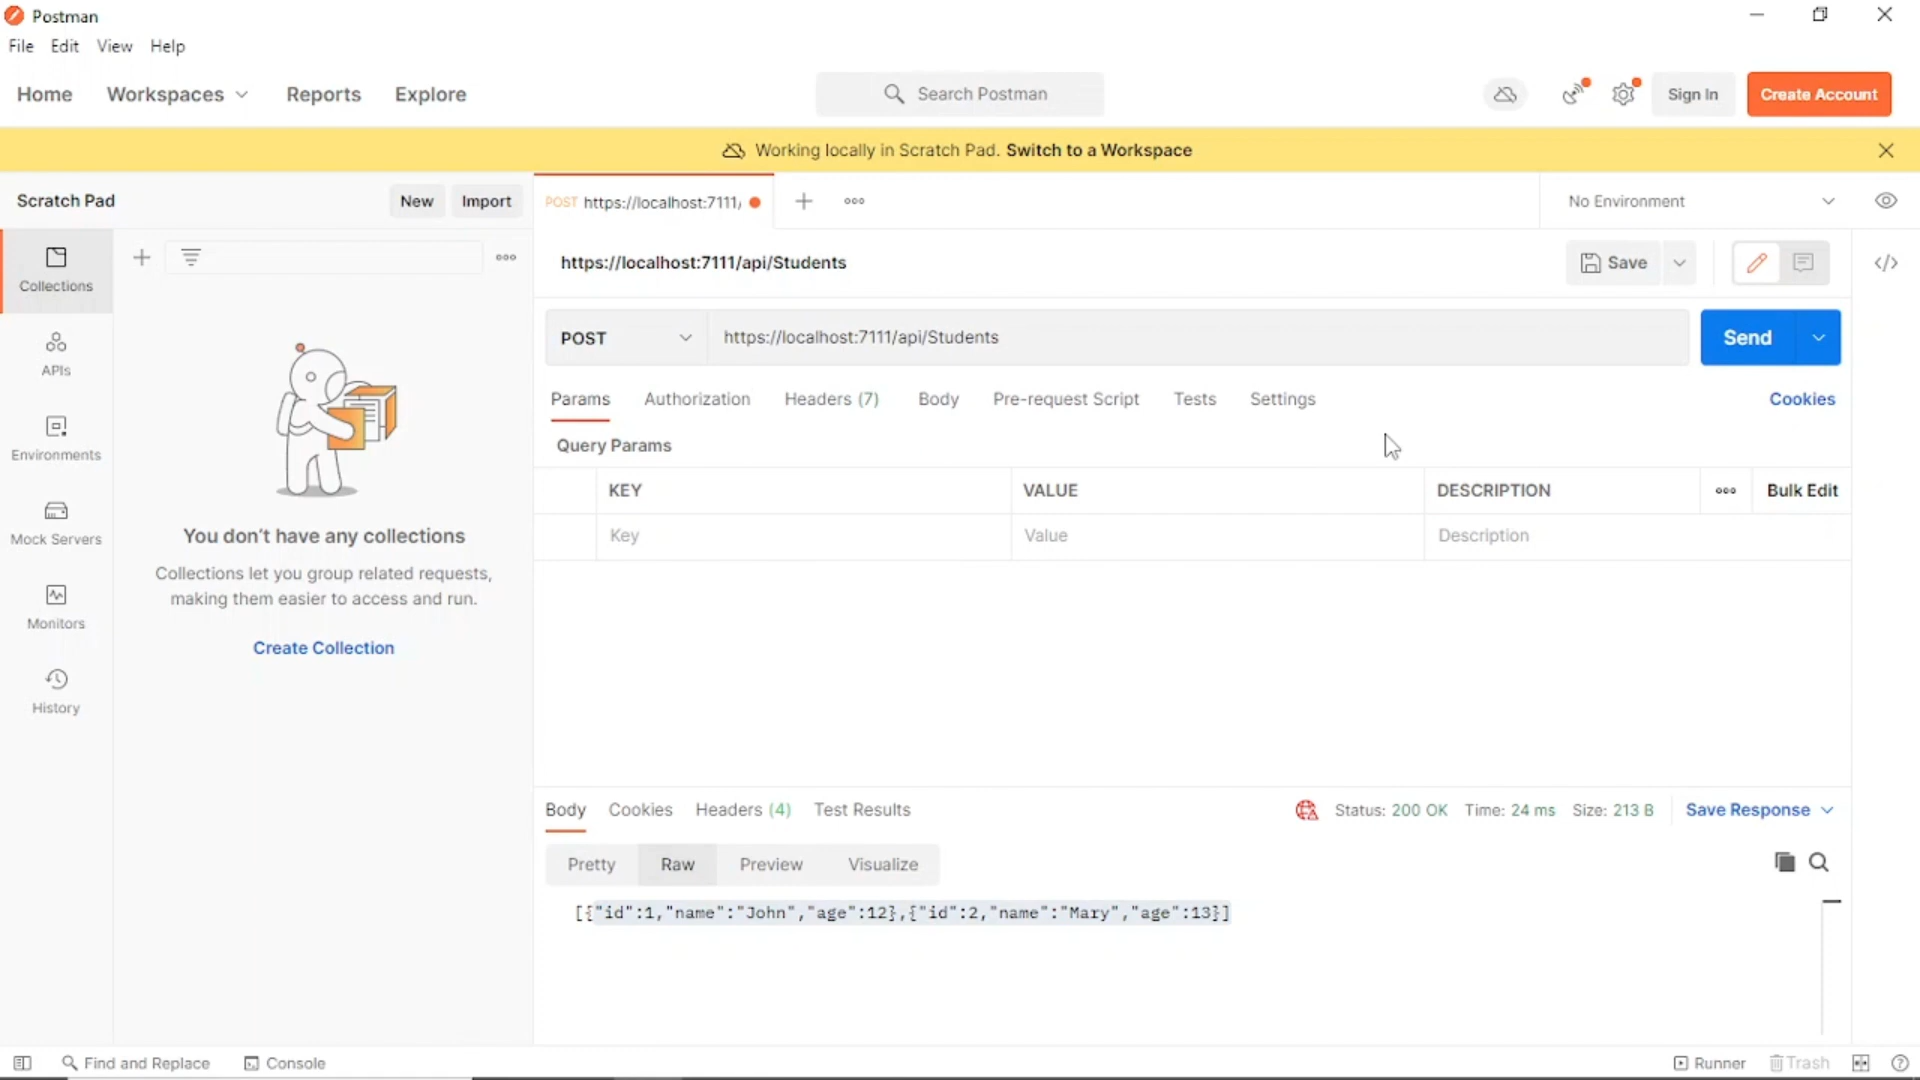 Postman
File Edit View Help
Home Workspaces Reports Explore
Search Postman
Sign In
Create Account
Working locally in Scratch Pad. Switch to a Workspace
Scratch Pad
New
Import
POST https://localhost:7111/
No Environment
Collections
APIs
Environments
Mock Servers
Monitors
History
You don't have any collections
Collections let you group related requests,
making them easier to access and run.
Create Collection
https://localhost:7111/api/Students
Save
POST
https://localhost:7111/api/Students
Send
Params Authorization Headers (7) Body Pre-request Script Tests Settings Cookies
Query Params
KEY VALUE DESCRIPTION Bulk Edit
Key Value Description
Body Cookies Headers (4) Test Results
Status: 200 OK Time: 24 ms Size: 213 B Save Response
Pretty Raw Preview Visualize
[{"id":1,"name":"John","age":12},{"id":2,"name":"Mary","age":13}]
Find and Replace Console
Runner Trash